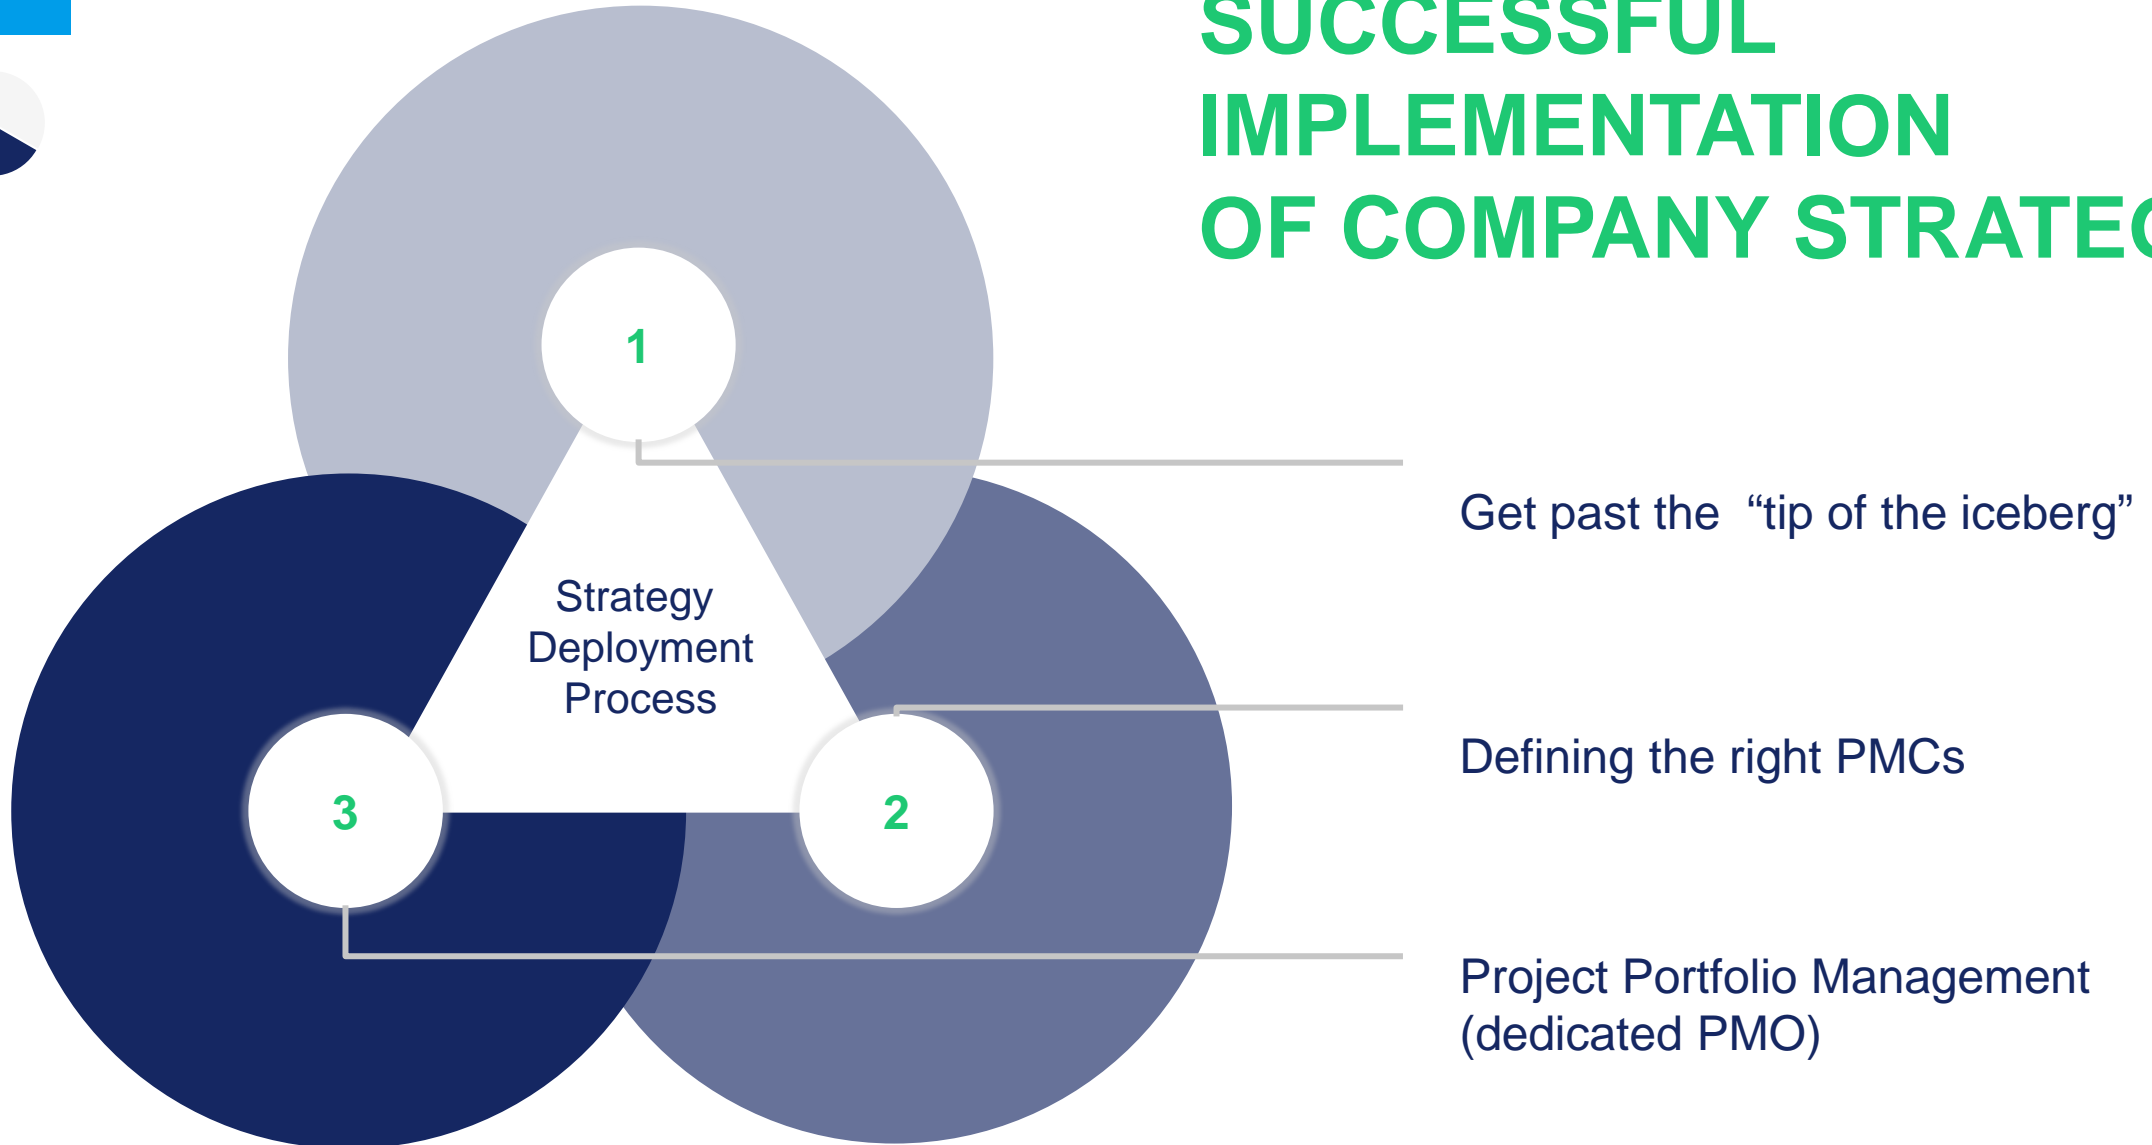 SUCCESSFUL
IMPLEMENTATION
OF COMPANY
1
Get past the “tip of the iceberg”
Strategy
Deployment
Process
Defining the right PMCs
3
2
Project Portfolio Management
(dedicated PMO)